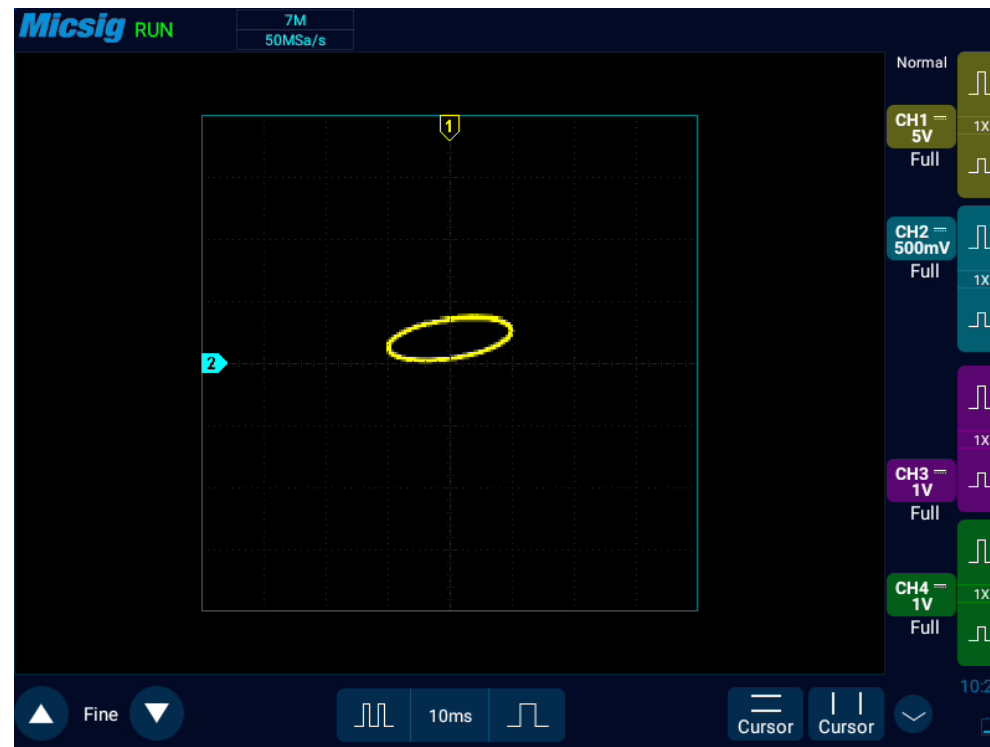 Micsig RUN
7M
50MSa/s
1
2
Normal
CH1
5V
Full
1X
CH2
500mV
Full
1X
CH3
1V
Full
1X
CH4
1V
Full
1X
Fine
10ms
Cursor
Cursor